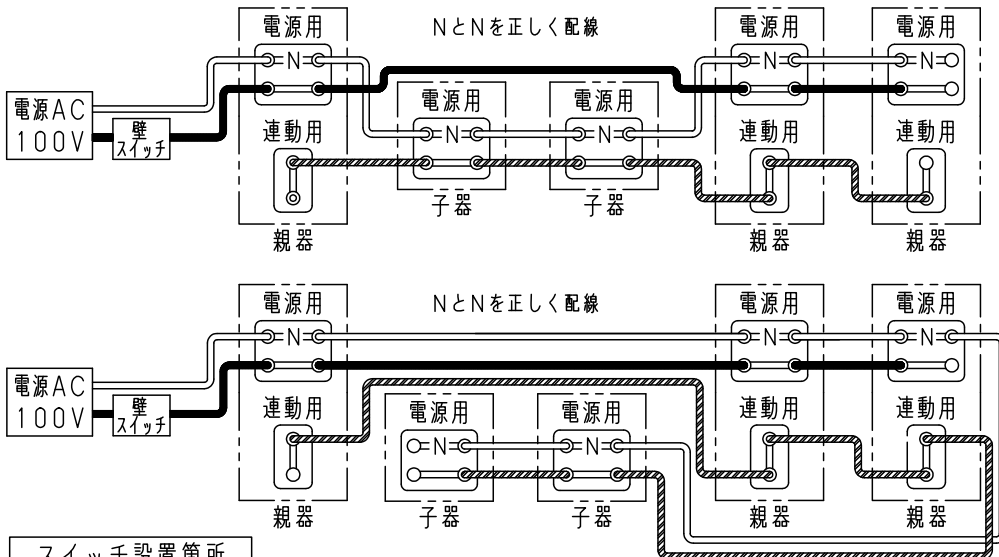 電源用
NとNを正しく配線
電源用
電源用
N
N
N
電源AC
100V
壁
スイッチ
電源用
電源用
連動用
連動用
連動用
N
N
子器
子器
親器
親器
親器
電源用
NとNを正しく配線
電源用
電源用
N
N
N
電源AC
100V
壁
スイッチ
連動用
電源用
電源用
連動用
連動用
N
N
親器
子器
子器
親器
親器
スイッチ設置箇所